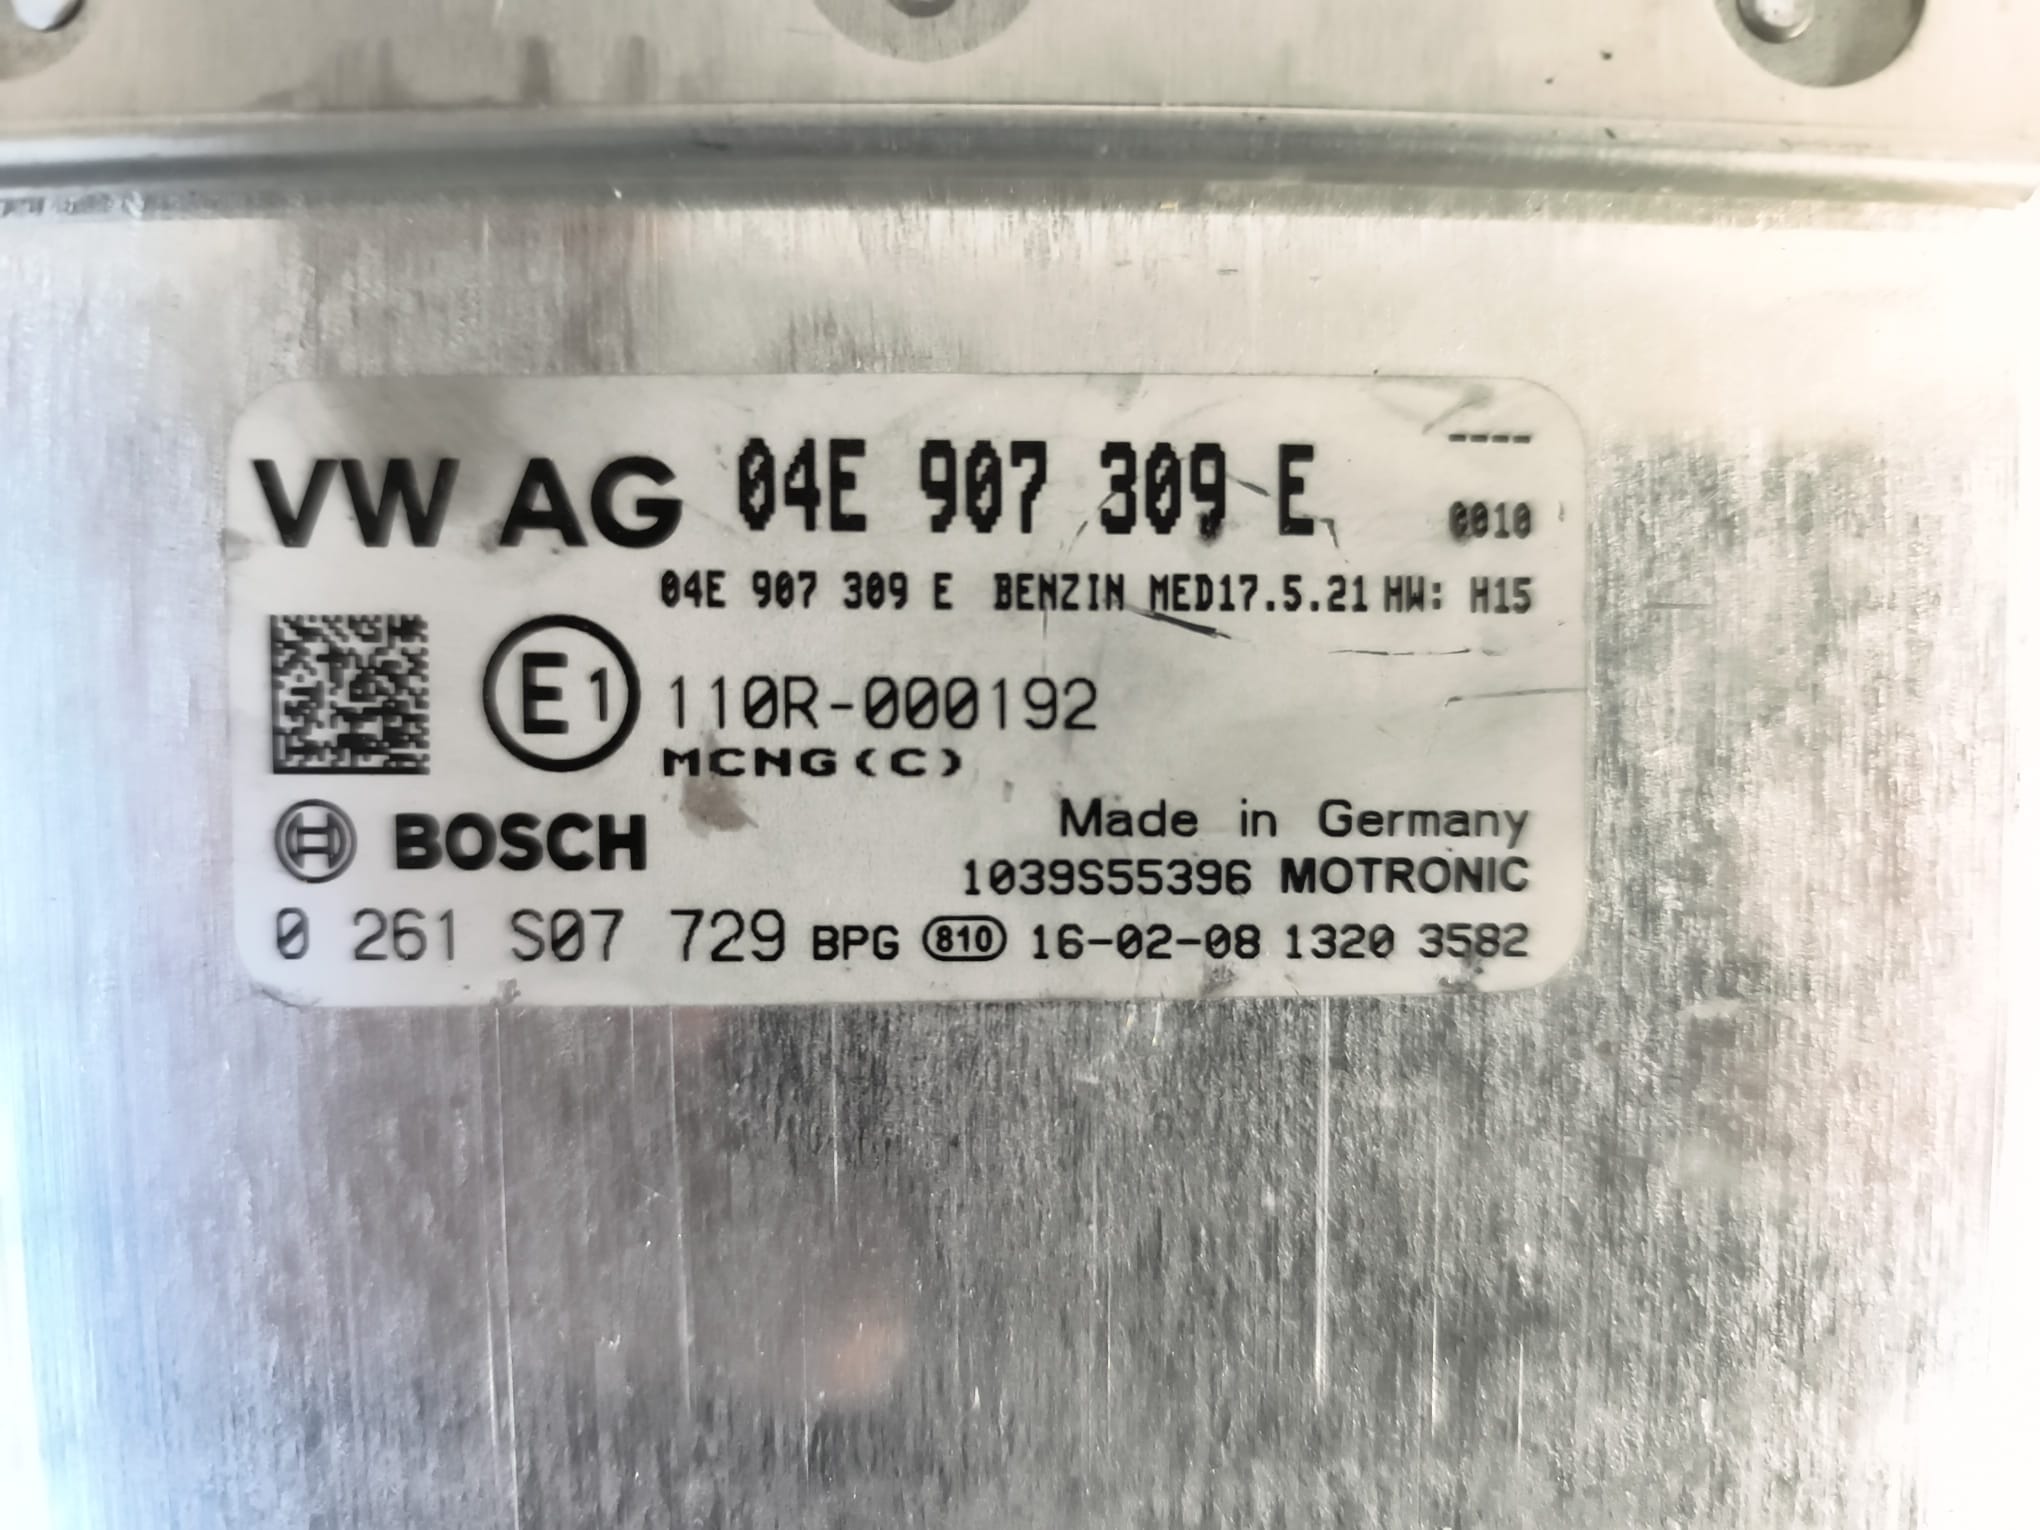 VW AG 04E 907 309 E ----
0010
04E 907 309 E BENZIN MED17.5.21 HW: H15
E1 110R-000192
MCNG(C)
BOSCH
Made in Germany
1039S55396 MOTRONIC
0 261 S07 729 BPG 810 16-02-08 1320 3582